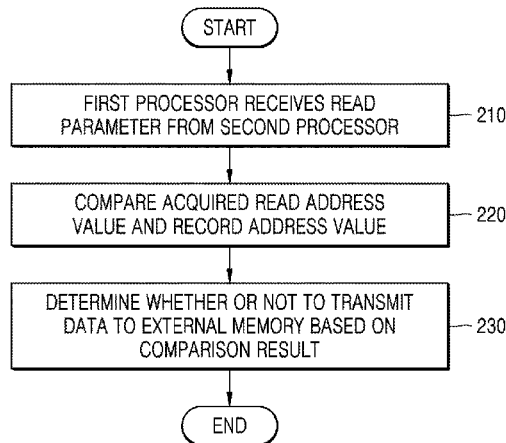 START
FIRST PROCESSOR RECEIVES READ
PARAMETER FROM SECOND PROCESSOR
210
COMPARE ACQUIRED READ ADDRESS
VALUE AND RECORD ADDRESS VALUE
220
DETERMINE WHETHER OR NOT TO TRANSMIT
DATA TO EXTERNAL MEMORY BASED ON
COMPARISON RESULT
230
END